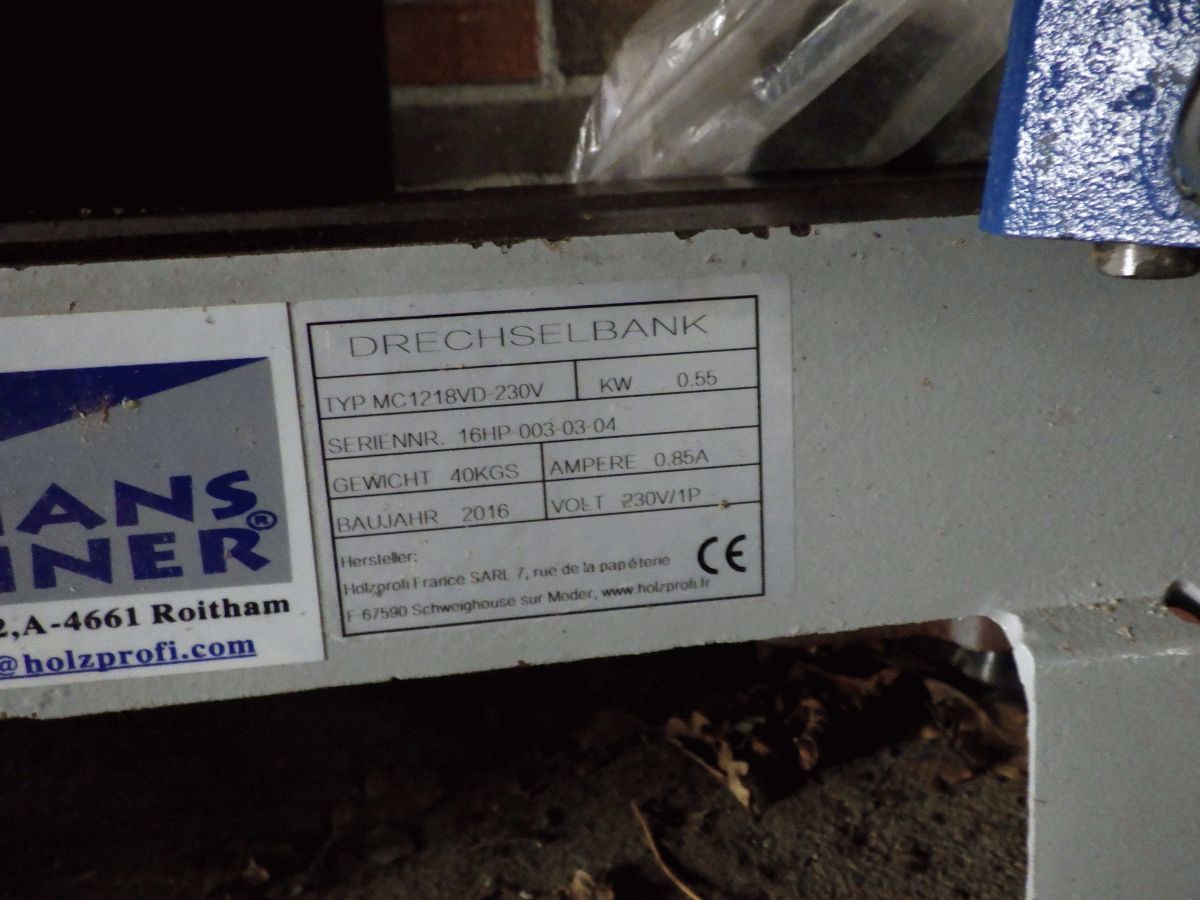 DRECHSELBANK
TYP MC1218VD-230V KW 0.55
SERIENNR. 16HP-003-03-04
GEWICHT 40KGS AMPERE 0.85A
BAUJAHR 2016 VOLT 230V/1P
Hersteller: CE
Holzprofi France SARL 7, rue de la papéterie
F-67590 Schweighouse sur Moder, www.holzprofi.fr
ANS
NER®
2,A-4661 Roitham
@holzprofi.com